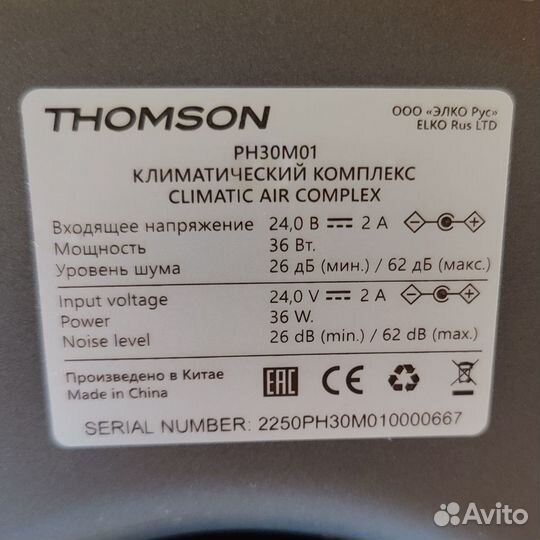 THOMSON
ООО «ЭЛКО Рус»
ELKO Rus LTD
PH30M01
КЛИМАТИЧЕСКИЙ КОМПЛЕКС
CLIMATIC AIR COMPLEX
Входящее напряжение 24,0 В 2 А
Мощность 36 Вт.
Уровень шума 26 дБ (мин.) / 62 дБ (макс.)
Input voltage 24,0 V 2 A
Power 36 W.
Noise level 26 dB (min.) / 62 dB (max.)
Произведено в Китае
Made in China
EAC CE
SERIAL NUMBER: 2250PH30M010000667
Avito